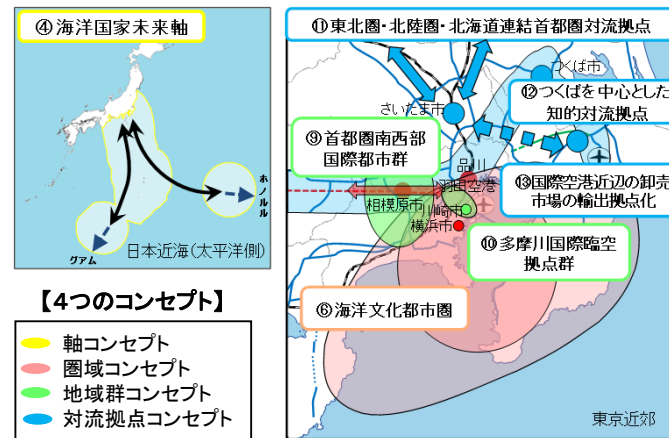 ④海洋国家未来軸
ホノルル
グアム
日本近海(太平洋側)
【4つのコンセプト】
軸コンセプト
圏域コンセプト
地域群コンセプト
対流拠点コンセプト
⑪東北圏・北陸圏・北海道連結首都圏対流拠点
つくば市
さいたま市
⑫つくばを中心とした
知的対流拠点
⑨首都圏南西部
国際都市群
品川
羽田空港
⑬国際空港近辺の卸売
市場の輸出拠点化
相模原市
川崎市
横浜市
⑩多摩川国際臨空
拠点群
⑥海洋文化都市圏
東京近郊